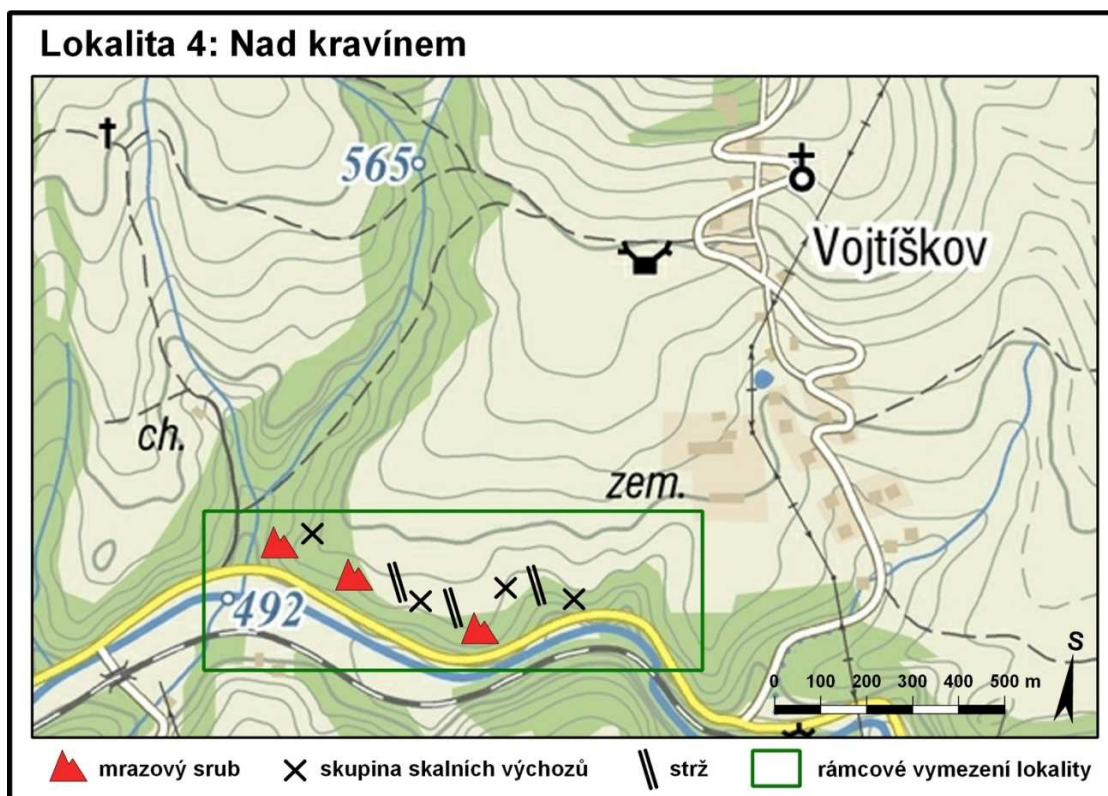 Lokalita 4: Nad kravínem
565
Vojtíškov
ch.
zem.
492
S
0 100 200 300 400 500 m
mrazový srub
skupina skalních výchozů
strž
rámcové vymezení lokality